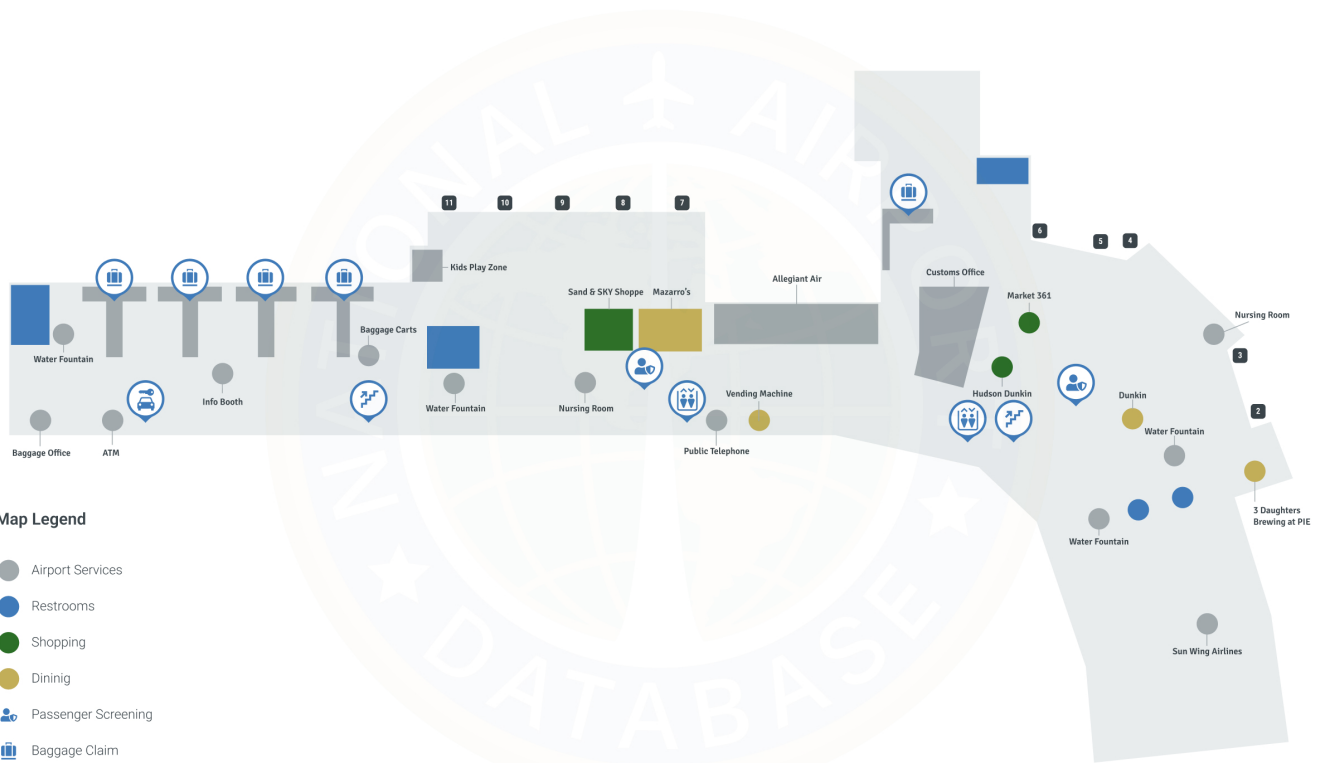 NATIONAL AIRPORT
DATABASE
11
10
9
8
7
6
5
4
Kids Play Zone
Allegiant Air
Customs Office
Sand & SKY Shoppe
Mazarro's
Market 361
Nursing Room
3
Baggage Carts
Water Fountain
Info Booth
Water Fountain
Nursing Room
Vending Machine
Hudson Dunkin
Dunkin
2
Water Fountain
Baggage Office
ATM
Public Telephone
3 Daughters
Brewing at PIE
Water Fountain
Map Legend
Airport Services
Restrooms
Shopping
Dininig
Passenger Screening
Baggage Claim
Sun Wing Airlines